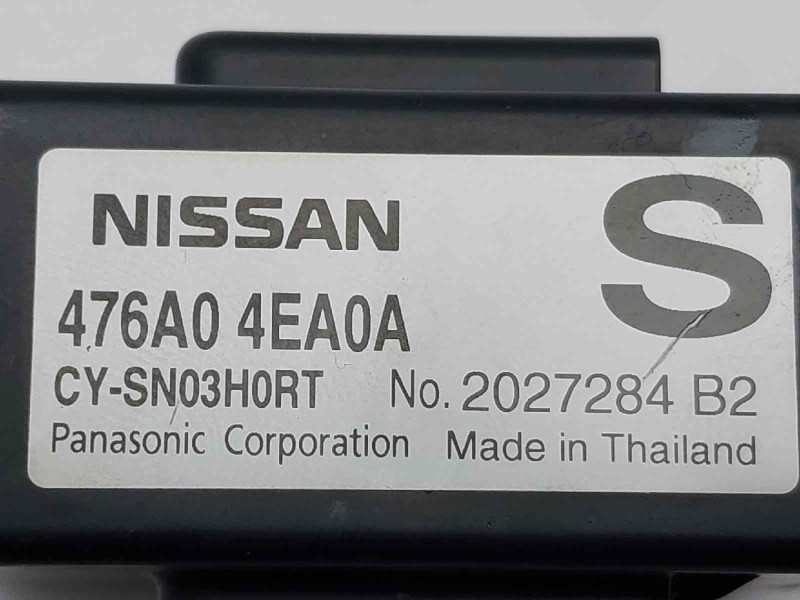 NISSAN S
476A0 4EA0A
CY-SN03H0RT No. 2027284 B2
Panasonic Corporation Made in Thailand